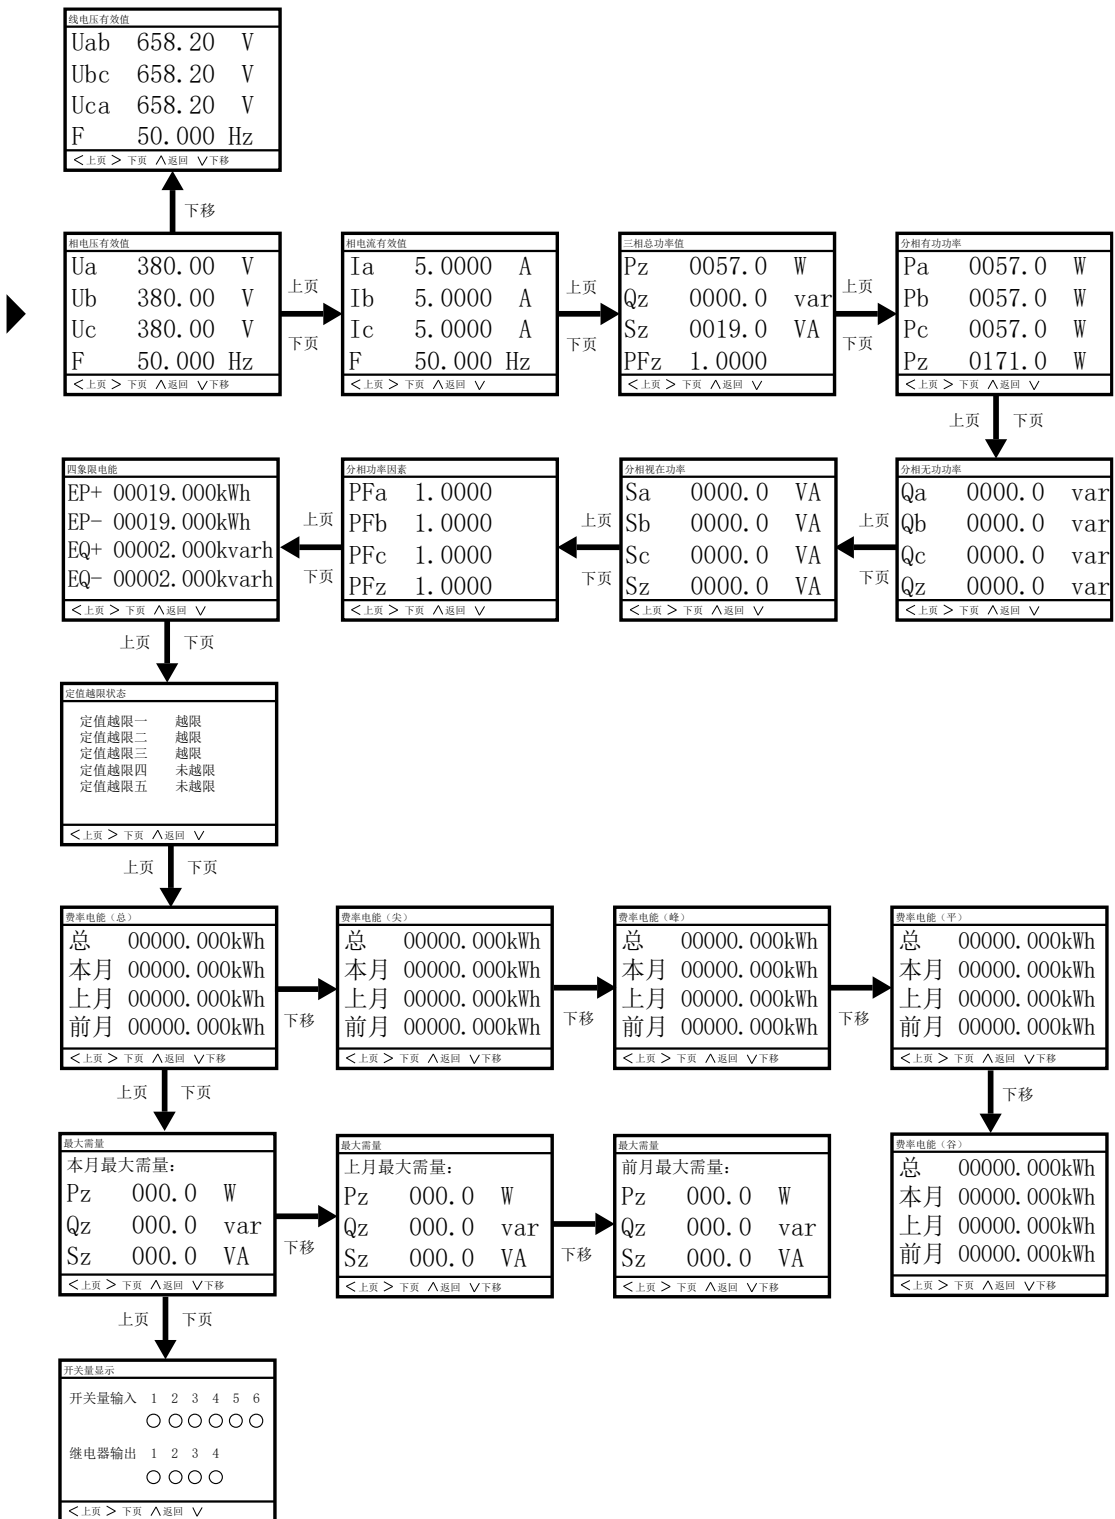 线电压有效值
Uab 658.20 V
Ubc 658.20 V
Uca 658.20 V
F 50.000 Hz
<上页 >下页 ∧返回 ∨下移
下移
相电压有效值
Ua 380.00 V
Ub 380.00 V
Uc 380.00 V
F 50.000 Hz
<上页 >下页 ∧返回 ∨下移
上页
下页
相电流有效值
Ia 5.0000 A
Ib 5.0000 A
Ic 5.0000 A
F 50.000 Hz
<上页 >下页 ∧返回 ∨
上页
下页
三相总功率值
Pz 0057.0 W
Qz 0000.0 var
Sz 0019.0 VA
PFz 1.0000
<上页 >下页 ∧返回 ∨
上页
下页
分相有功功率
Pa 0057.0 W
Pb 0057.0 W
Pc 0057.0 W
Pz 0171.0 W
<上页 >下页 ∧返回 ∨
上页 下页
分相无功功率
Qa 0000.0 var
Qb 0000.0 var
Qc 0000.0 var
Qz 0000.0 var
<上页 >下页 ∧返回 ∨
上页
下页
分相视在功率
Sa 0000.0 VA
Sb 0000.0 VA
Sc 0000.0 VA
Sz 0000.0 VA
<上页 >下页 ∧返回 ∨
上页
下页
分相功率因素
PFa 1.0000
PFb 1.0000
PFc 1.0000
PFz 1.0000
<上页 >下页 ∧返回 ∨
上页
下页
四象限电能
EP+ 00019.000kWh
EP- 00019.000kWh
EQ+ 00002.000kvarh
EQ- 00002.000kvarh
<上页 >下页 ∧返回 ∨
上页 下页
定值越限状态
定值越限一 越限
定值越限二 越限
定值越限三 越限
定值越限四 未越限
定值越限五 未越限
<上页 >下页 ∧返回 ∨
上页 下页
费率电能（总）
总 00000.000kWh
本月 00000.000kWh
上月 00000.000kWh
前月 00000.000kWh
<上页 >下页 ∧返回 ∨下移
下移
费率电能（尖）
总 00000.000kWh
本月 00000.000kWh
上月 00000.000kWh
前月 00000.000kWh
<上页 >下页 ∧返回 ∨下移
下移
费率电能（峰）
总 00000.000kWh
本月 00000.000kWh
上月 00000.000kWh
前月 00000.000kWh
<上页 >下页 ∧返回 ∨下移
下移
费率电能（平）
总 00000.000kWh
本月 00000.000kWh
上月 00000.000kWh
前月 00000.000kWh
<上页 >下页 ∧返回 ∨下移
下移
费率电能（谷）
总 00000.000kWh
本月 00000.000kWh
上月 00000.000kWh
前月 00000.000kWh
<上页 >下页 ∧返回 ∨下移
上页 下页
最大需量
本月最大需量:
Pz 000.0 W
Qz 000.0 var
Sz 000.0 VA
<上页 >下页 ∧返回 ∨下移
下移
最大需量
上月最大需量:
Pz 000.0 W
Qz 000.0 var
Sz 000.0 VA
<上页 >下页 ∧返回 ∨下移
下移
最大需量
前月最大需量:
Pz 000.0 W
Qz 000.0 var
Sz 000.0 VA
<上页 >下页 ∧返回 ∨下移
上页 下页
开关量显示
开关量输入 1 2 3 4 5 6
继电器输出 1 2 3 4
<上页 >下页 ∧返回 ∨